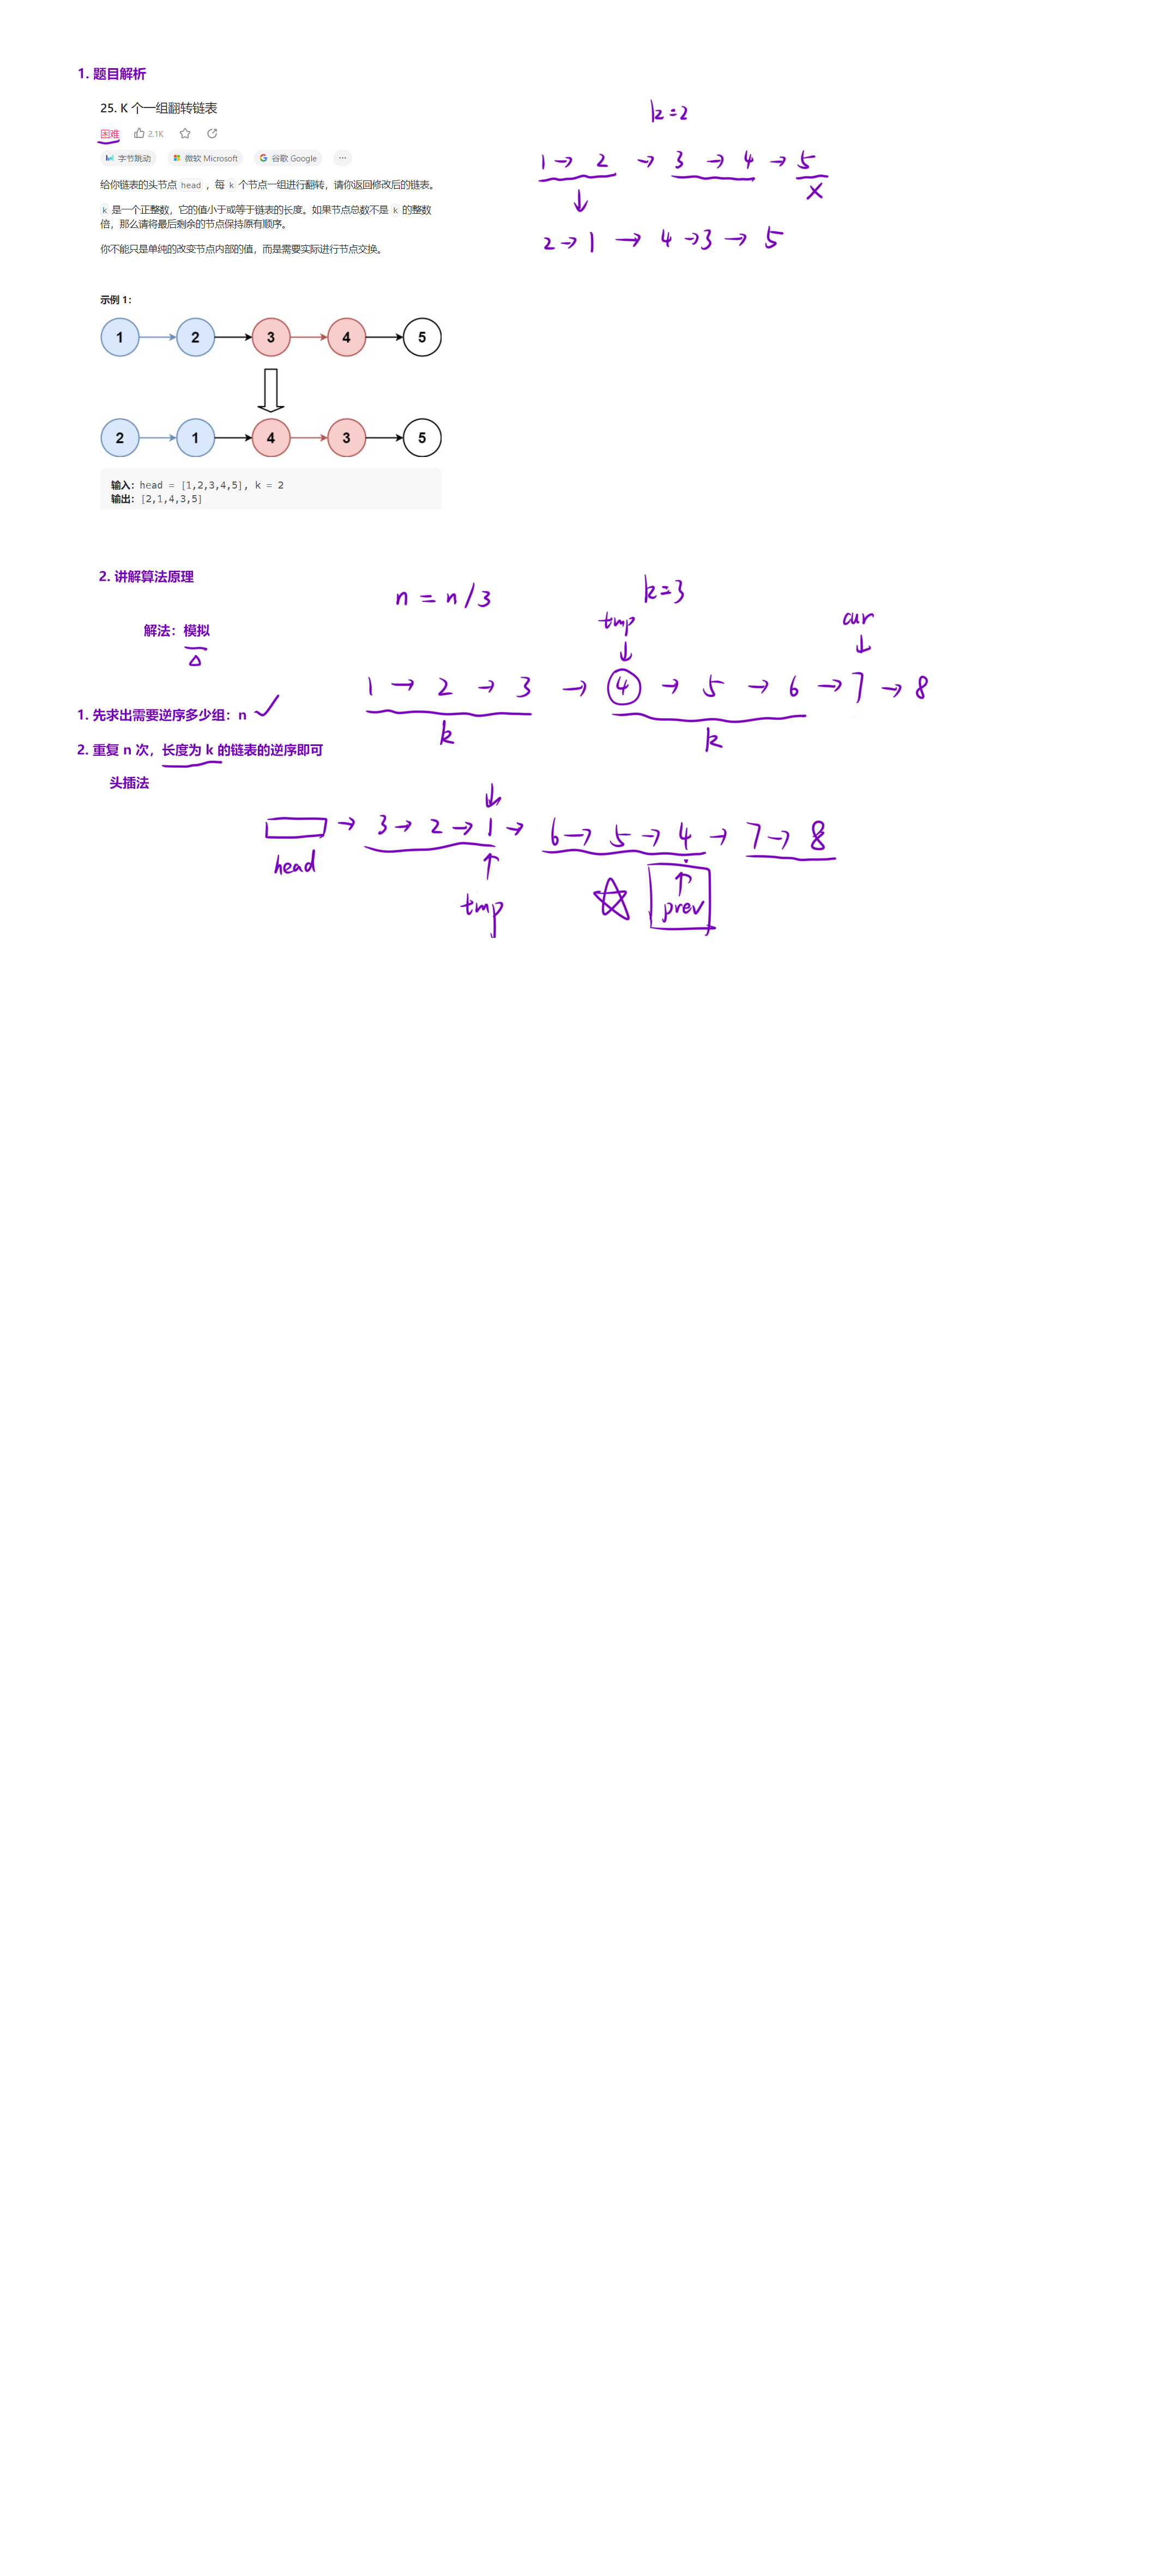 1. 题目解析
25. K 个一组翻转链表
困难 2.1K
字节跳动 微软 Microsoft 谷歌 Google ...
给你链表的头节点 head ，每 k 个节点一组进行翻转，请你返回修改后的链表。
k 是一个正整数，它的值小于或等于链表的长度。如果节点总数不是 k 的整数
倍，那么请将最后剩余的节点保持原有顺序。
你不能只是单纯的改变节点内部的值，而是需要实际进行节点交换。
k=2
1 → 2 → 3 → 4 → 5
↓ x
2 → 1 → 4 → 3 → 5
示例 1：
1 2 3 4 5
2 1 4 3 5
输入：head = [1,2,3,4,5], k = 2
输出：[2,1,4,3,5]
2. 讲解算法原理
n = n/3
k=3
解法：模拟
tmp
↓
cur
↓
1 → 2 → 3 → 4 → 5 → 6 → 7 → 8
k k
1. 先求出需要逆序多少组：n ✓
2. 重复 n 次，长度为 k 的链表的逆序即可
头插法
↓
→ 3 → 2 → 1 → 6 → 5 → 4 → 7 → 8
head
↑
tmp
↑
prev